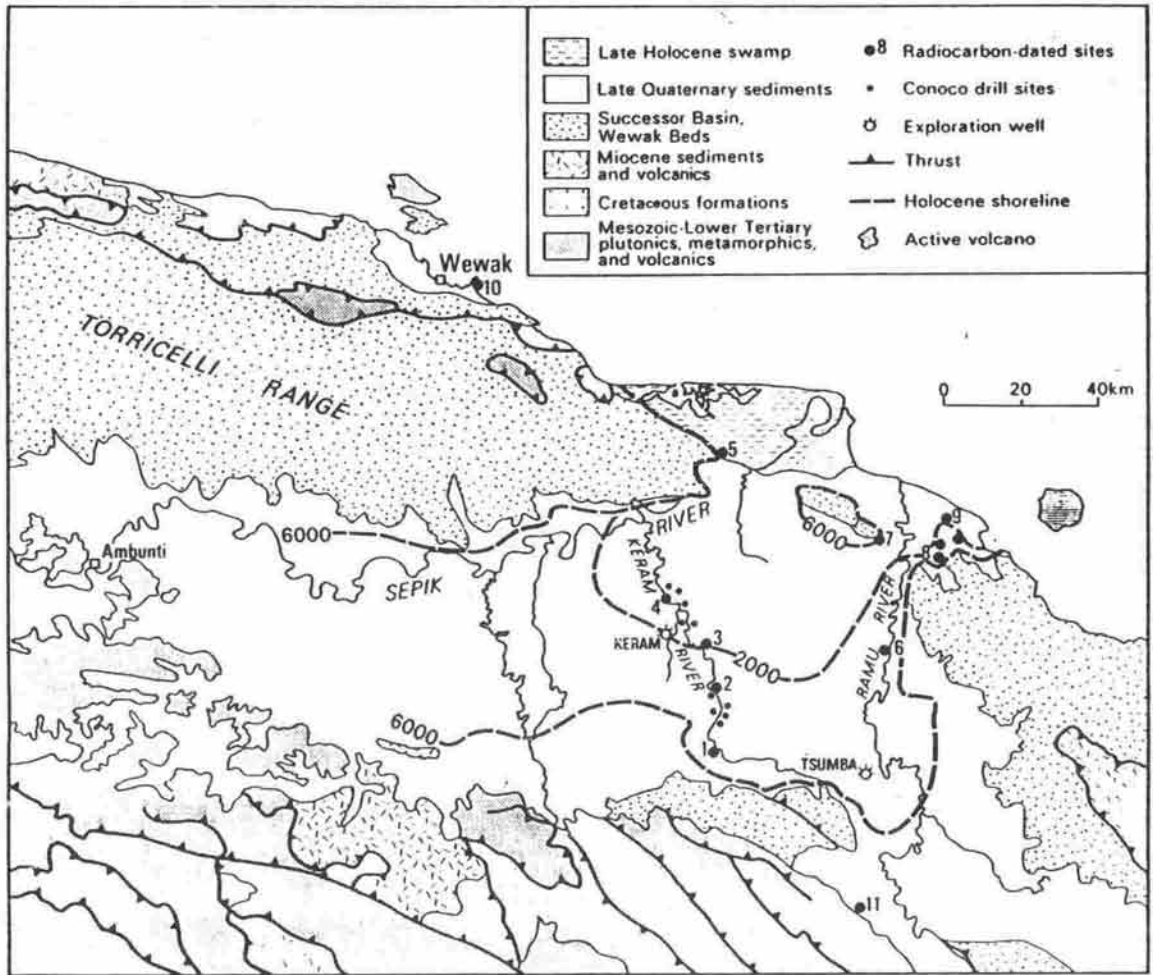 Late Holocene swamp
Late Quaternary sediments
Successor Basin,
Wewak Beds
Miocene sediments
and volcanics
Cretaceous formations
Mesozoic-Lower Tertiary
plutonics, metamorphics,
and volcanics
8 Radiocarbon-dated sites
Conoco drill sites
Exploration well
Thrust
Holocene shoreline
Active volcano
Wewak
10
TORRICELLI RANGE
0 20 40km
5
6000
RIVER
SEPIK
Ambunti
6000
7
9
8
KERAM
RIVER
4
KERAM
3
2000
RAMU RIVER
6
2
6000
1
TSUMBA
11